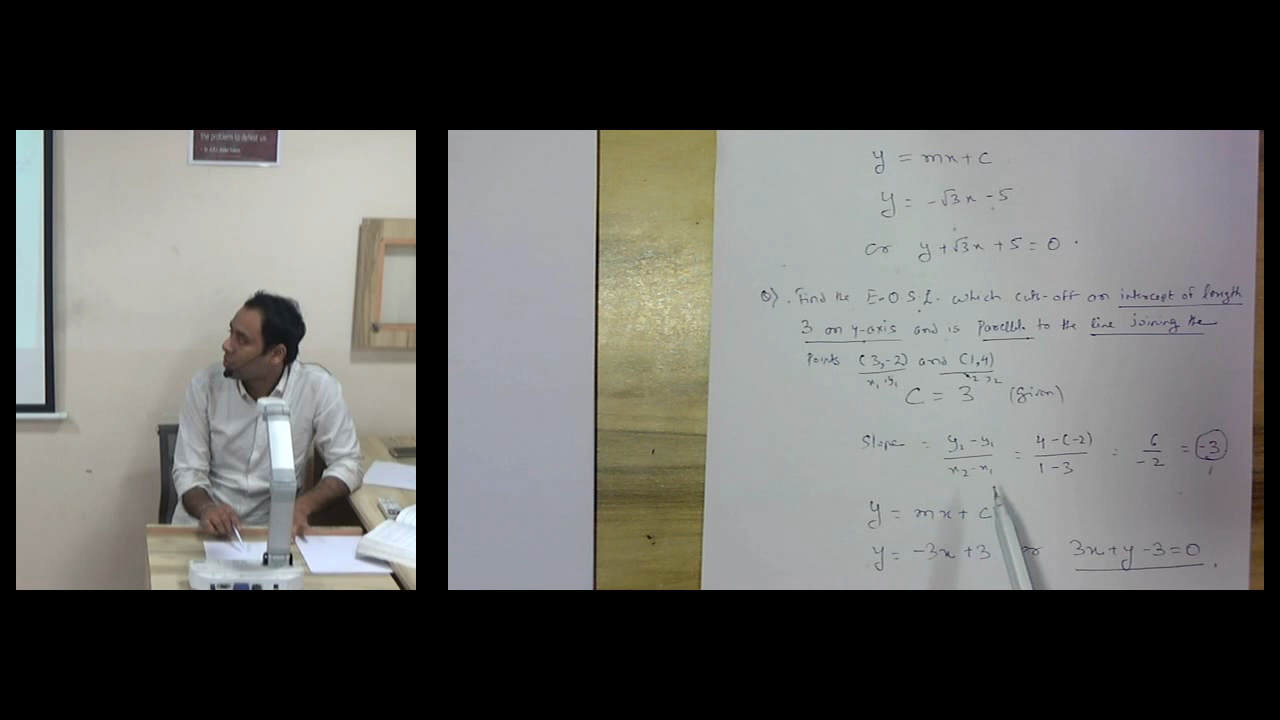 the problem to defeat us.
y = mx + c
y = -√3x - 5
or y + √3x + 5 = 0 .
Q). Find the E.O.S.L. which cuts-off an intercept of length
3 on y-axis and is parallel to the line joining the
points (3,-2) and (1,4)
x₁ y₁ x₂ y₂
C = 3 (given)
Slope = y₂ - y₁ / x₂ - x₁ = 4 - (-2) / 1 - 3 = 6 / -2 = -3
y = mx + c
y = -3x + 3 or 3x + y - 3 = 0 .